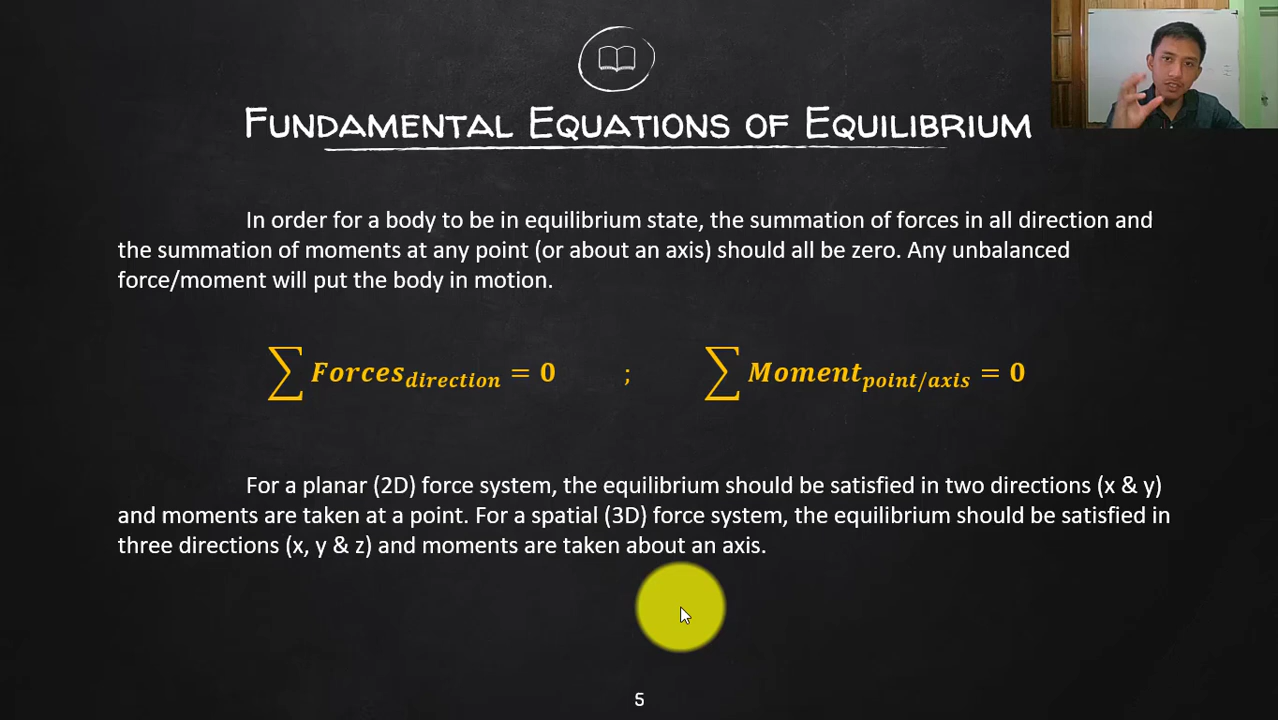 Fundamental Equations of Equilibrium
In order for a body to be in equilibrium state, the summation of forces in all direction and
the summation of moments at any point (or about an axis) should all be zero. Any unbalanced
force/moment will put the body in motion.
∑ Forces_direction = 0 ; ∑ Moment_point/axis = 0
For a planar (2D) force system, the equilibrium should be satisfied in two directions (x & y)
and moments are taken at a point. For a spatial (3D) force system, the equilibrium should be satisfied in
three directions (x, y & z) and moments are taken about an axis.
5